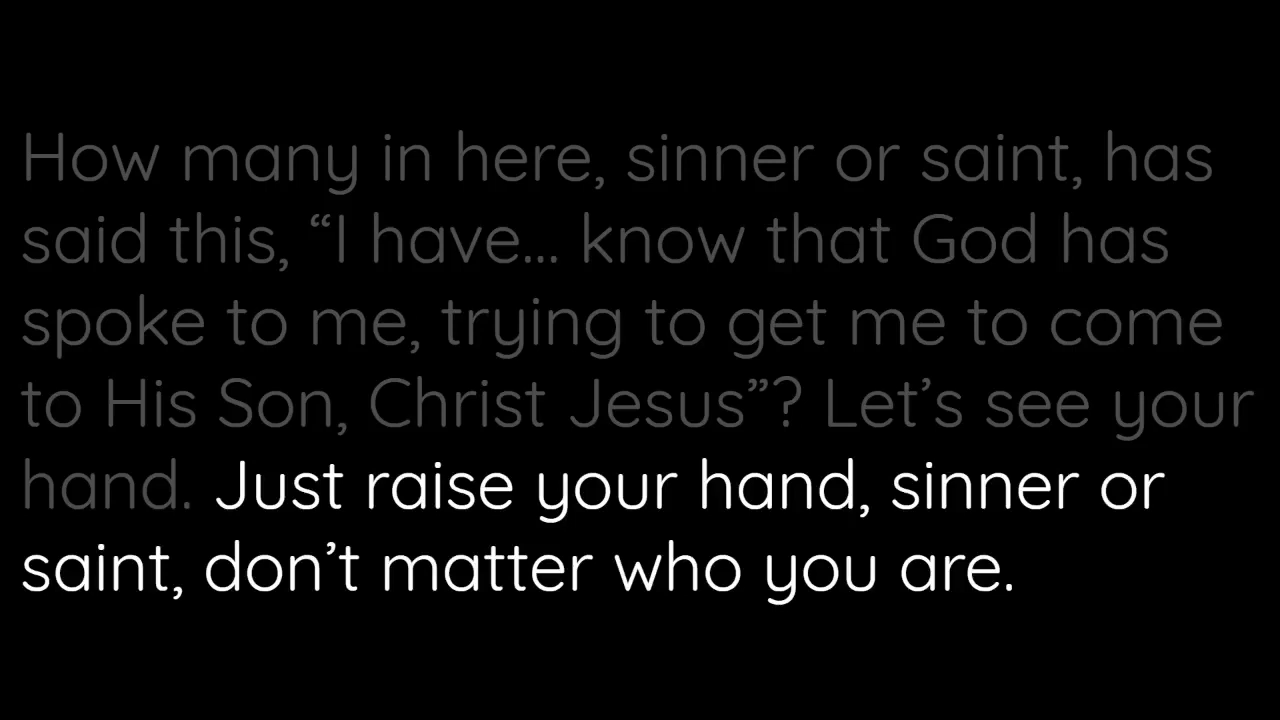 How many in here, sinner or saint, has
said this, “I have... know that God has
spoke to me, trying to get me to come
to His Son, Christ Jesus”? Let’s see your
hand. Just raise your hand, sinner or
saint, don’t matter who you are.